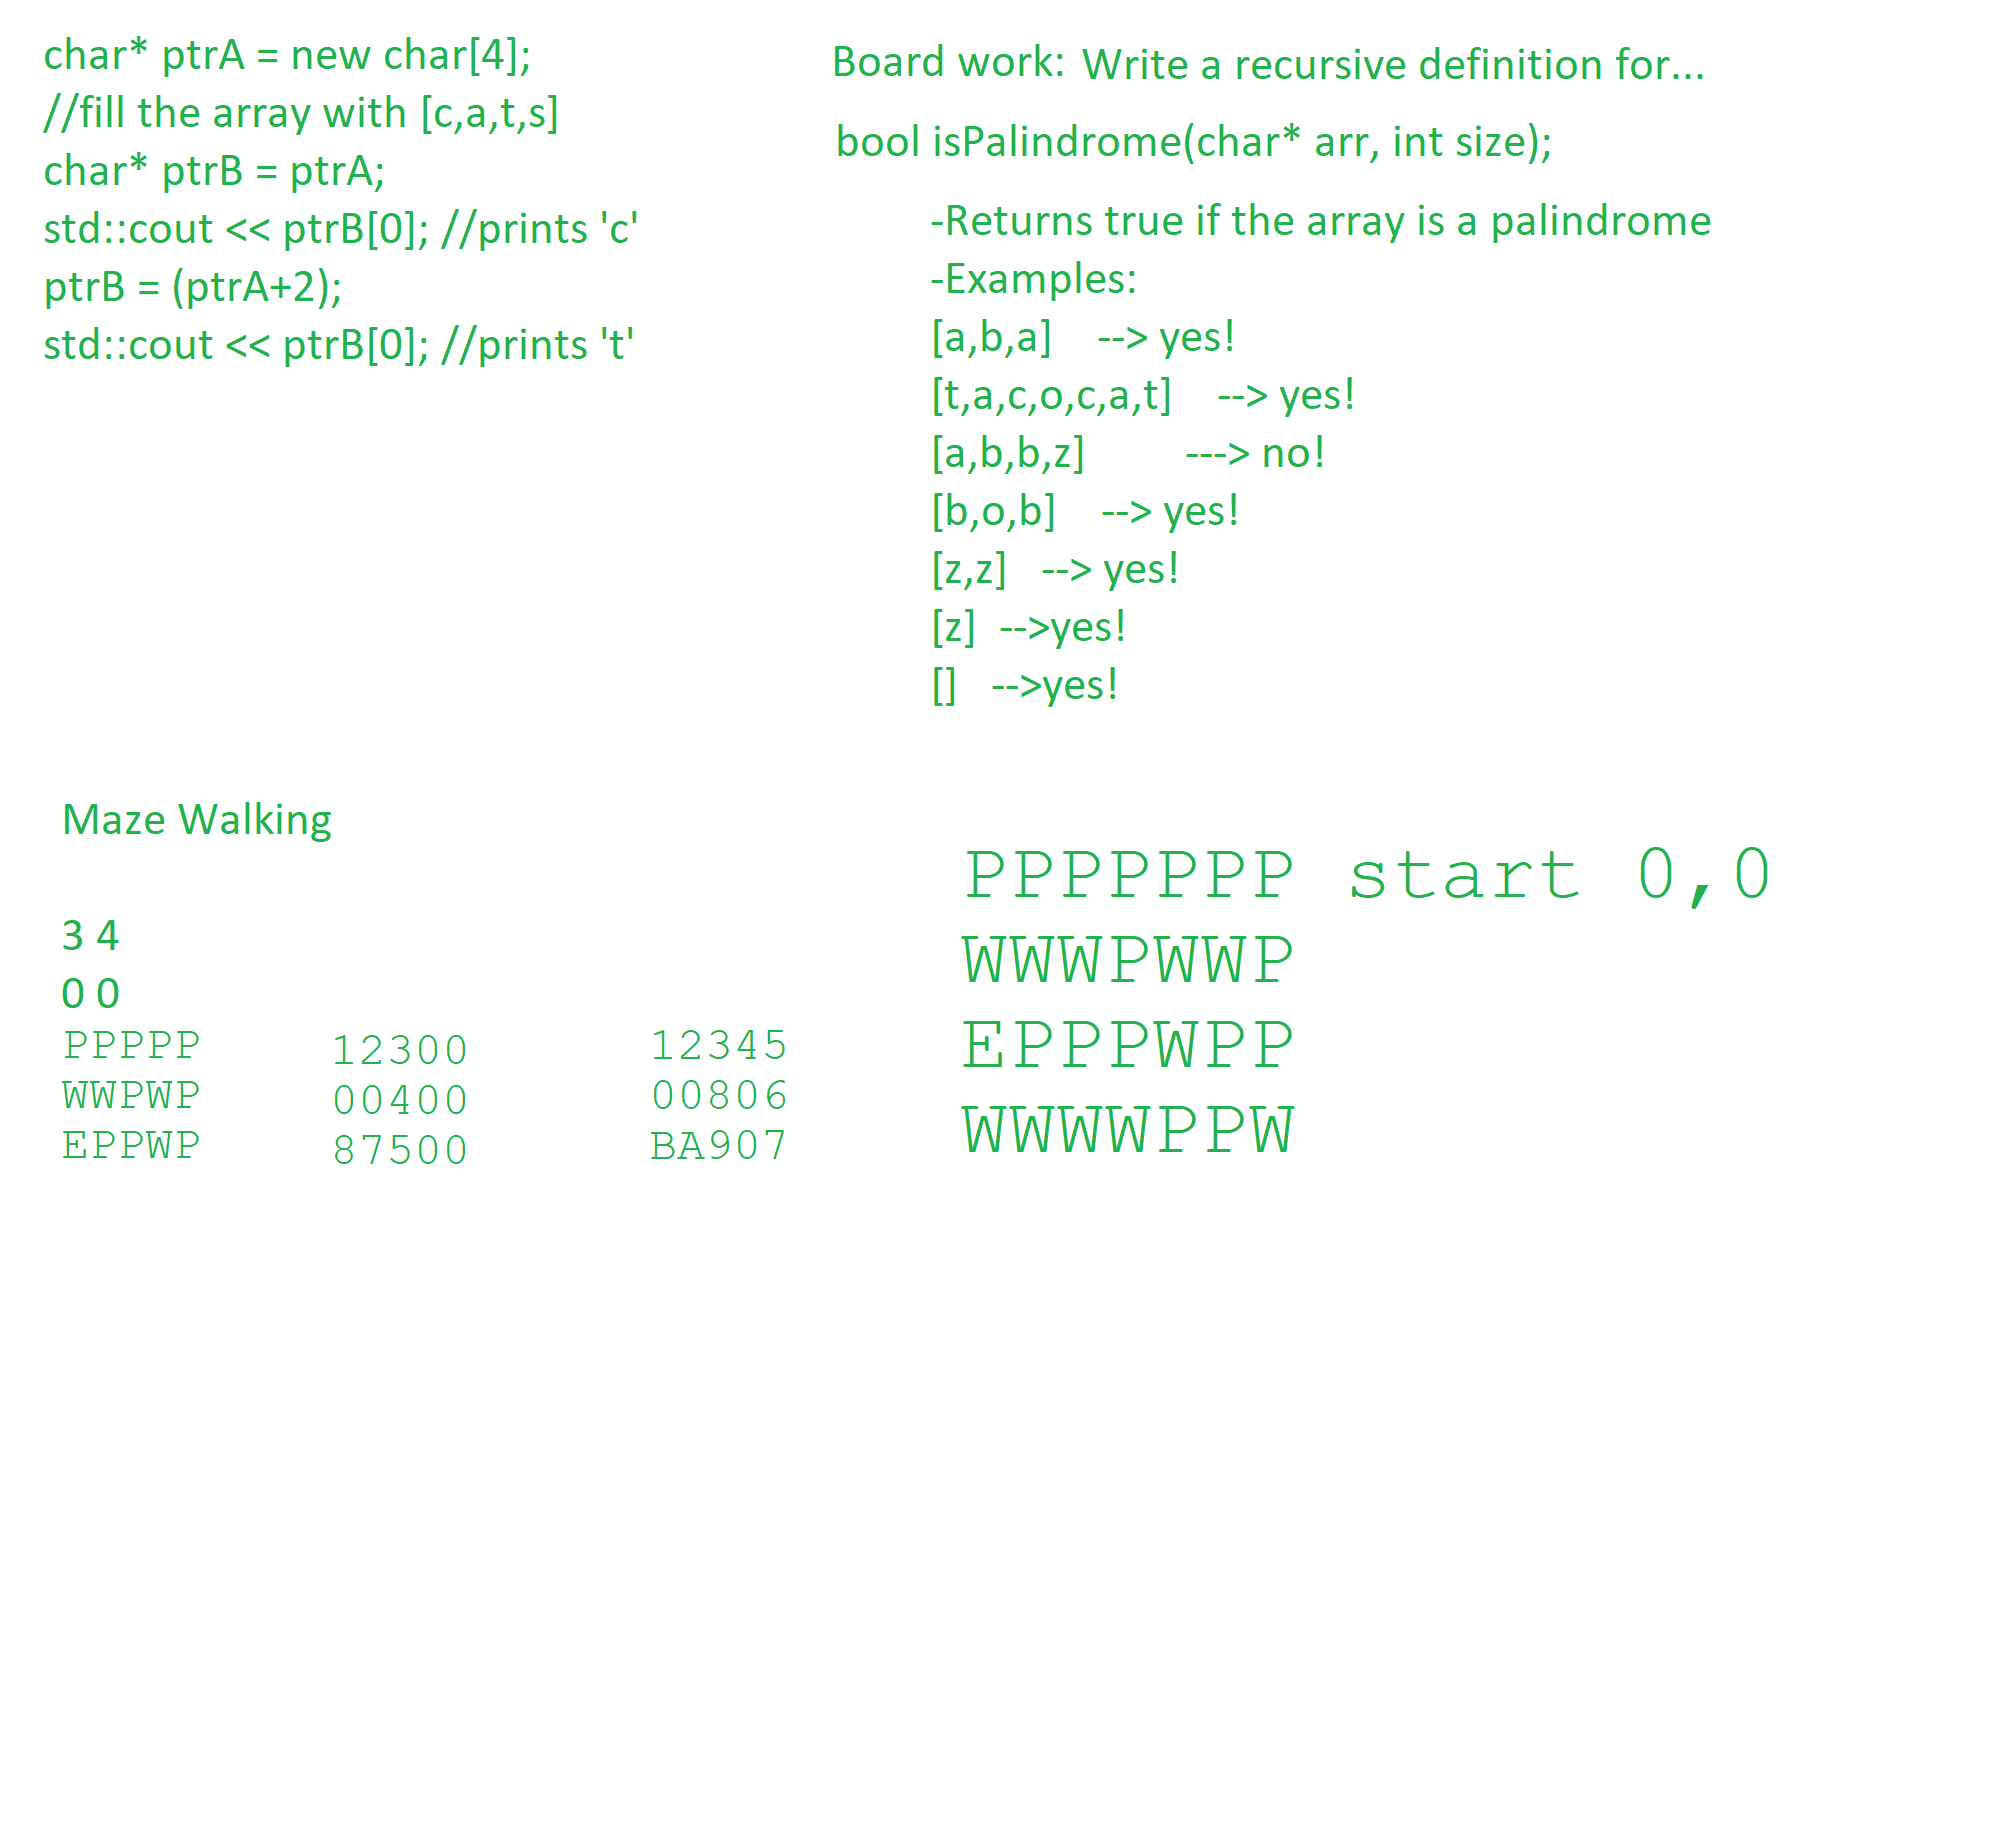 char* ptrA = new char[4];
//fill the array with [c,a,t,s]
char* ptrB = ptrA;
std::cout << ptrB[0]; //prints 'c'
ptrB = (ptrA+2);
std::cout << ptrB[0]; //prints 't'
Board work: Write a recursive definition for...
bool isPalindrome(char* arr, int size);
-Returns true if the array is a palindrome
-Examples:
[a,b,a] --> yes!
[t,a,c,o,c,a,t] --> yes!
[a,b,b,z] ---> no!
[b,o,b] --> yes!
[z,z] --> yes!
[z] -->yes!
[] -->yes!
Maze Walking
3 4
0 0
PPPPP
WWPWP
EPPWP
12300
00400
87500
12345
00806
BA907
PPPPPPP start 0,0
WWWPWWP
EPPPWPP
WWWWPPW